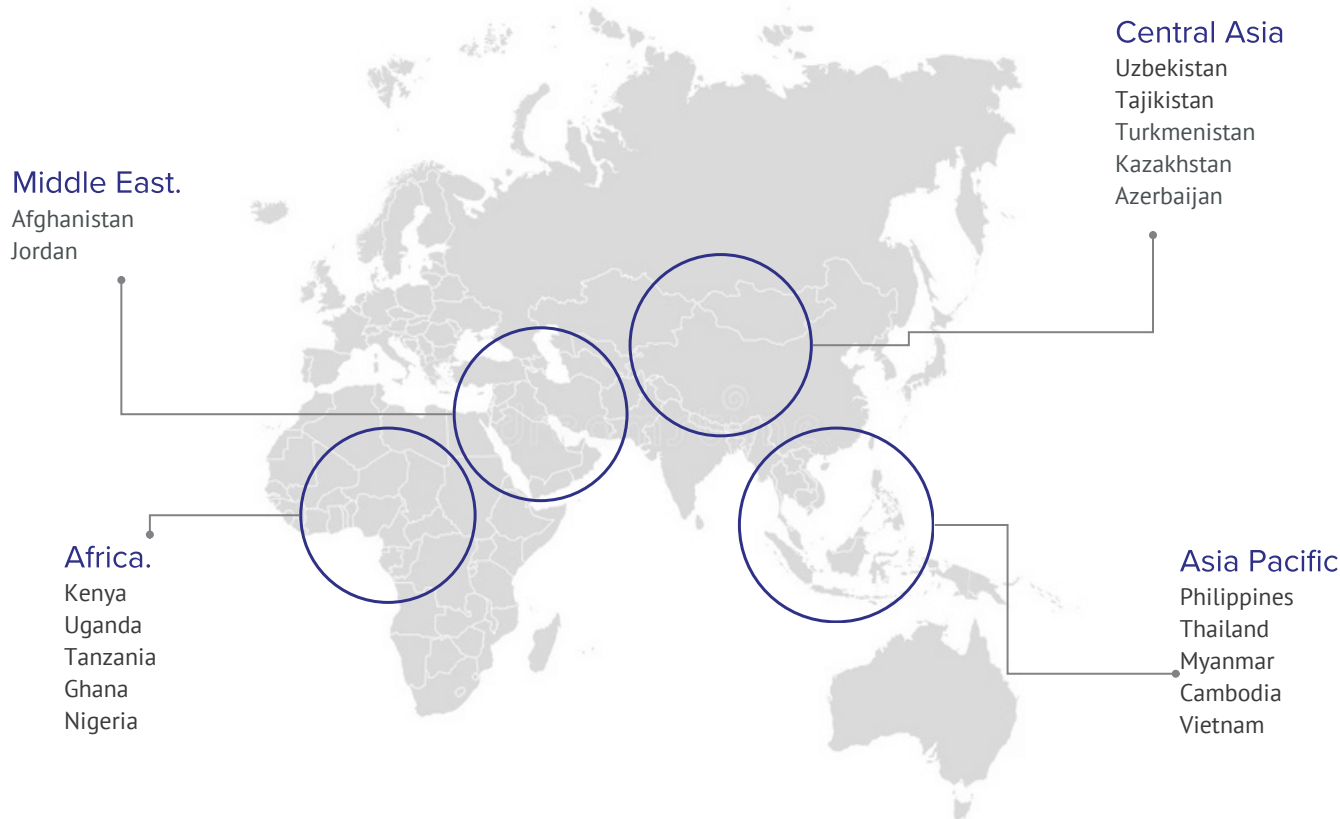 Central Asia
Uzbekistan
Tajikistan
Turkmenistan
Kazakhstan
Azerbaijan
Middle East.
Afghanistan
Jordan
Africa.
Kenya
Uganda
Tanzania
Ghana
Nigeria
Asia Pacific
Philippines
Thailand
Myanmar
Cambodia
Vietnam